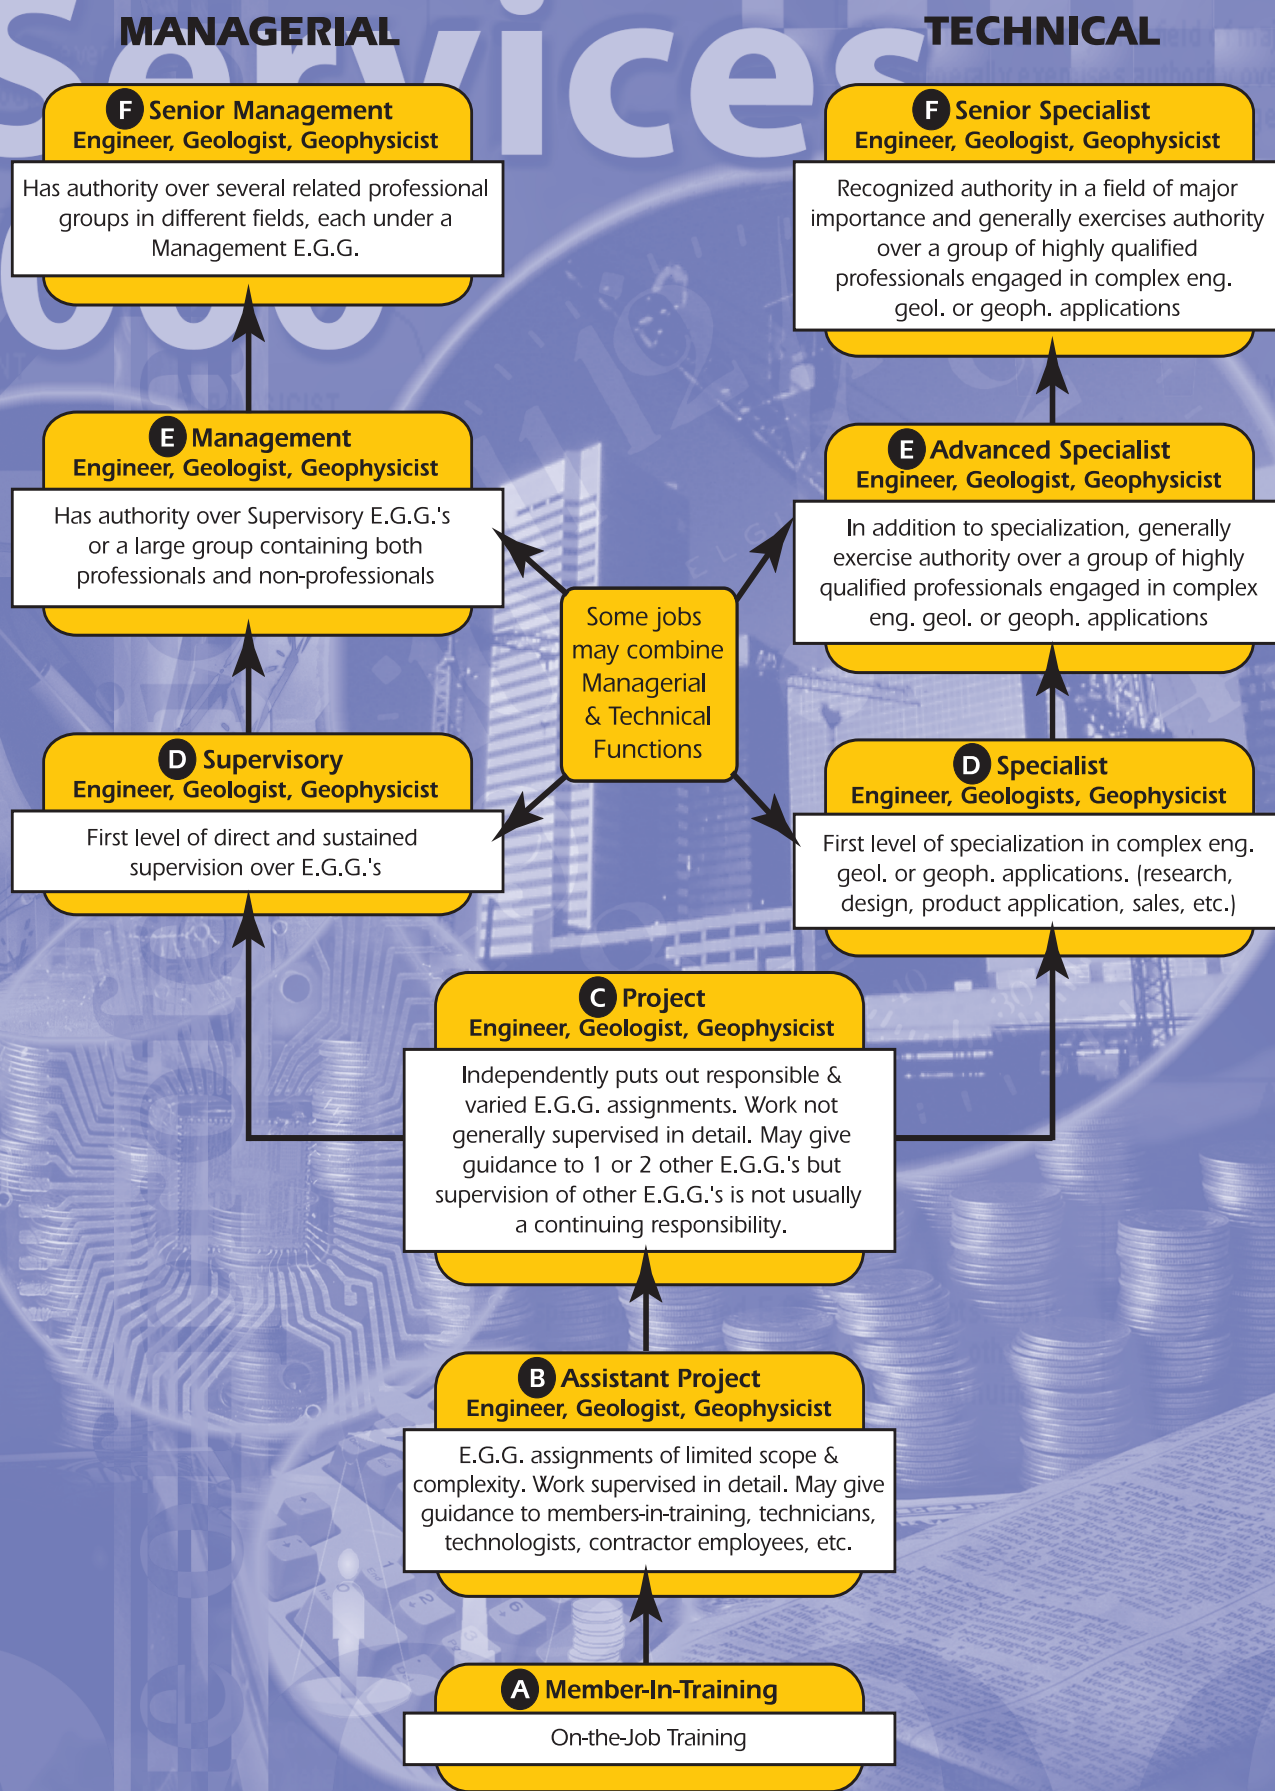 Services
MANAGERIAL
TECHNICAL
F Senior Management
Engineer, Geologist, Geophysicist
Has authority over several related professional
groups in different fields, each under a
Management E.G.G.
F Senior Specialist
Engineer, Geologist, Geophysicist
Recognized authority in a field of major
importance and generally exercises authority
over a group of highly qualified
professionals engaged in complex eng.
geol. or geoph. applications
E Management
Engineer, Geologist, Geophysicist
Has authority over Supervisory E.G.G.'s
or a large group containing both
professionals and non-professionals
E Advanced Specialist
Engineer, Geologist, Geophysicist
In addition to specialization, generally
exercise authority over a group of highly
qualified professionals engaged in complex
eng. geol. or geoph. applications
Some jobs
may combine
Managerial
& Technical
Functions
D Supervisory
Engineer, Geologist, Geophysicist
First level of direct and sustained
supervision over E.G.G.'s
D Specialist
Engineer, Geologists, Geophysicist
First level of specialization in complex eng.
geol. or geoph. applications. (research,
design, product application, sales, etc.)
C Project
Engineer, Geologist, Geophysicist
Independently puts out responsible &
varied E.G.G. assignments. Work not
generally supervised in detail. May give
guidance to 1 or 2 other E.G.G.'s but
supervision of other E.G.G.'s is not usually
a continuing responsibility.
B Assistant Project
Engineer, Geologist, Geophysicist
E.G.G. assignments of limited scope &
complexity. Work supervised in detail. May give
guidance to members-in-training, technicians,
technologists, contractor employees, etc.
A Member-In-Training
On-the-Job Training